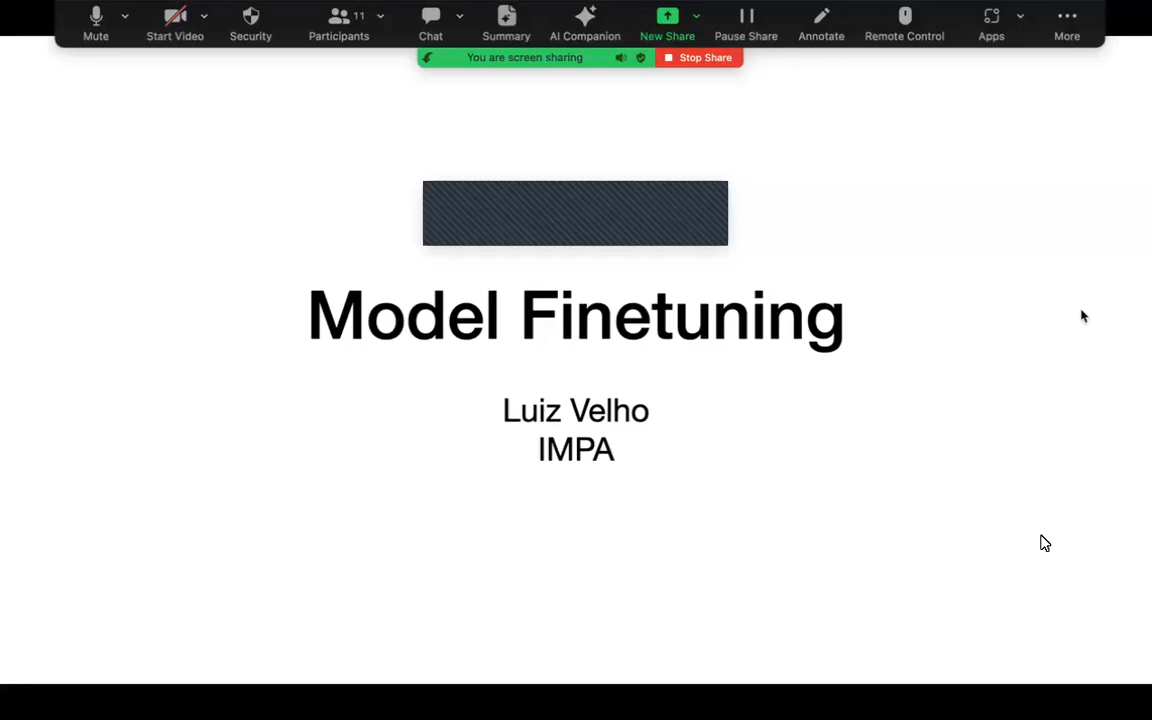 Mute
Start Video
Security
Participants 11
Chat
Summary
AI Companion
New Share
Pause Share
Annotate
Remote Control
Apps
More
You are screen sharing
Stop Share
Model Finetuning
Luiz Velho
IMPA